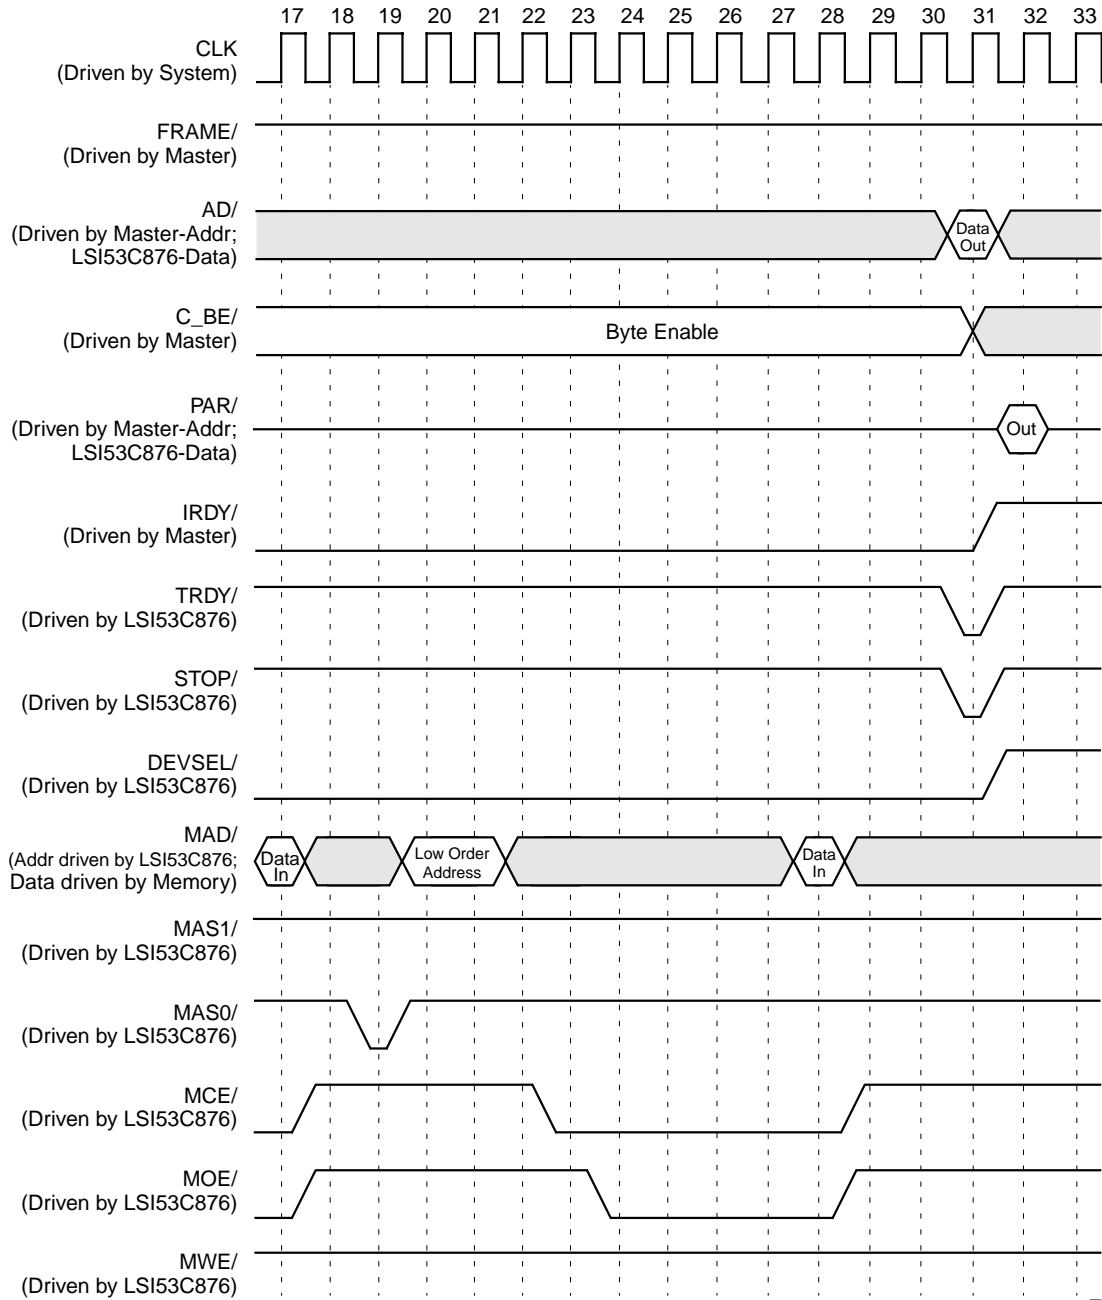 17 18 19 20 21 22 23 24 25 26 27 28 29 30 31 32 33
CLK
(Driven by System)
FRAME/
(Driven by Master)
AD/
(Driven by Master-Addr;
LSI53C876-Data)
Data
Out
C_BE/
(Driven by Master)
Byte Enable
PAR/
(Driven by Master-Addr;
LSI53C876-Data)
Out
IRDY/
(Driven by Master)
TRDY/
(Driven by LSI53C876)
STOP/
(Driven by LSI53C876)
DEVSEL/
(Driven by LSI53C876)
MAD/
(Addr driven by LSI53C876;
Data driven by Memory)
Data
In
Low Order
Address
Data
In
MAS1/
(Driven by LSI53C876)
MAS0/
(Driven by LSI53C876)
MCE/
(Driven by LSI53C876)
MOE/
(Driven by LSI53C876)
MWE/
(Driven by LSI53C876)